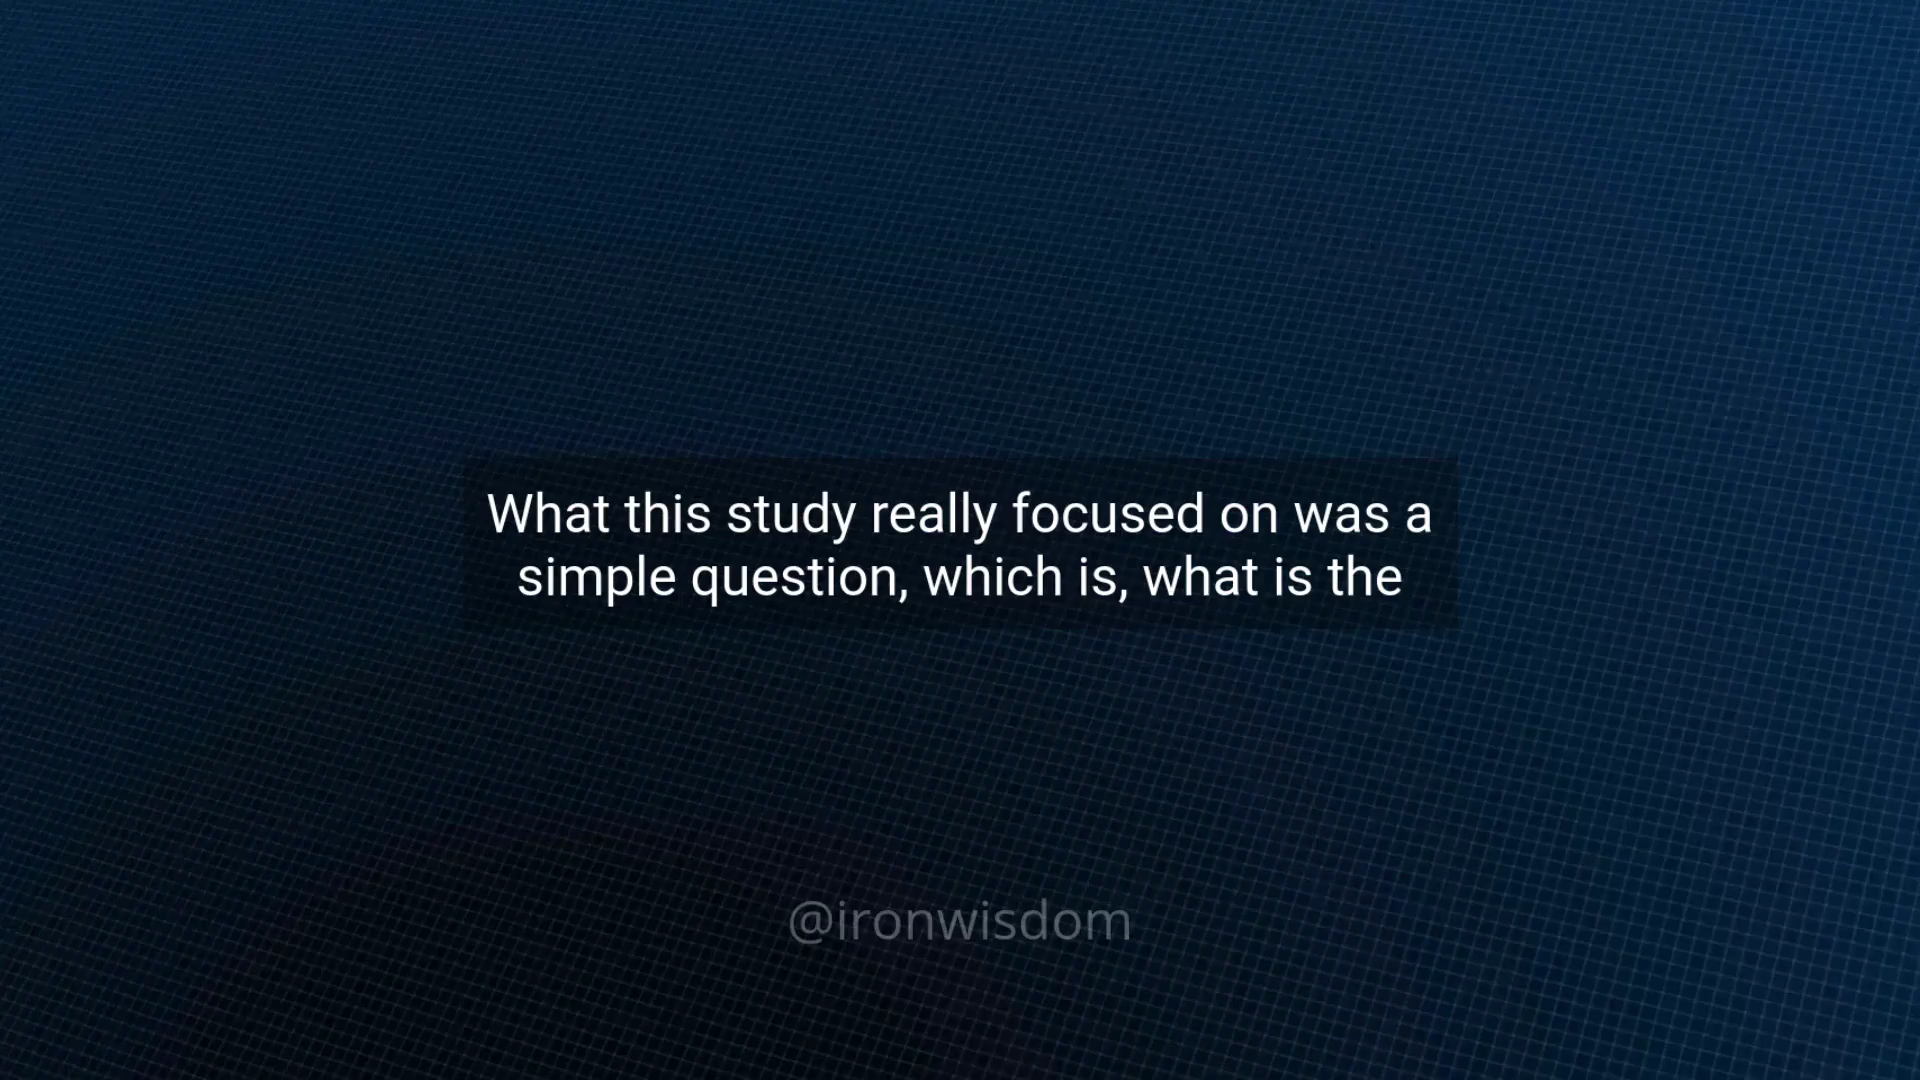 What this study really focused on was a
simple question, which is, what is the
@ironwisdom